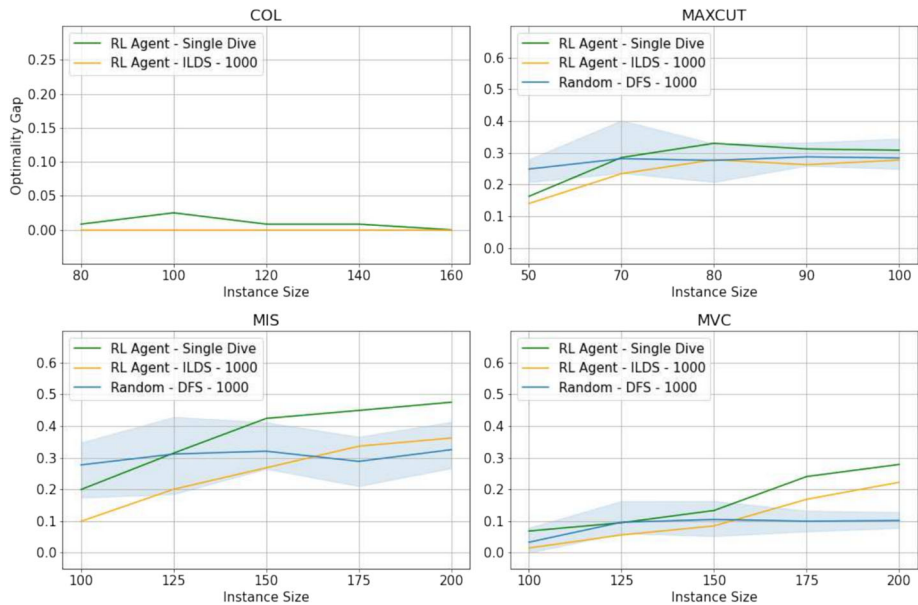 COL
RL Agent - Single Dive
RL Agent - ILDS - 1000
0.25
0.20
0.15
0.10
0.05
0.00
Optimality Gap
80
100
120
140
160
Instance Size
MAXCUT
RL Agent - Single Dive
RL Agent - ILDS - 1000
Random - DFS - 1000
0.6
0.5
0.4
0.3
0.2
0.1
0.0
50
70
80
90
100
Instance Size
MIS
RL Agent - Single Dive
RL Agent - ILDS - 1000
Random - DFS - 1000
0.6
0.5
0.4
0.3
0.2
0.1
0.0
100
125
150
175
200
Instance Size
MVC
RL Agent - Single Dive
RL Agent - ILDS - 1000
Random - DFS - 1000
0.6
0.5
0.4
0.3
0.2
0.1
0.0
100
125
150
175
200
Instance Size